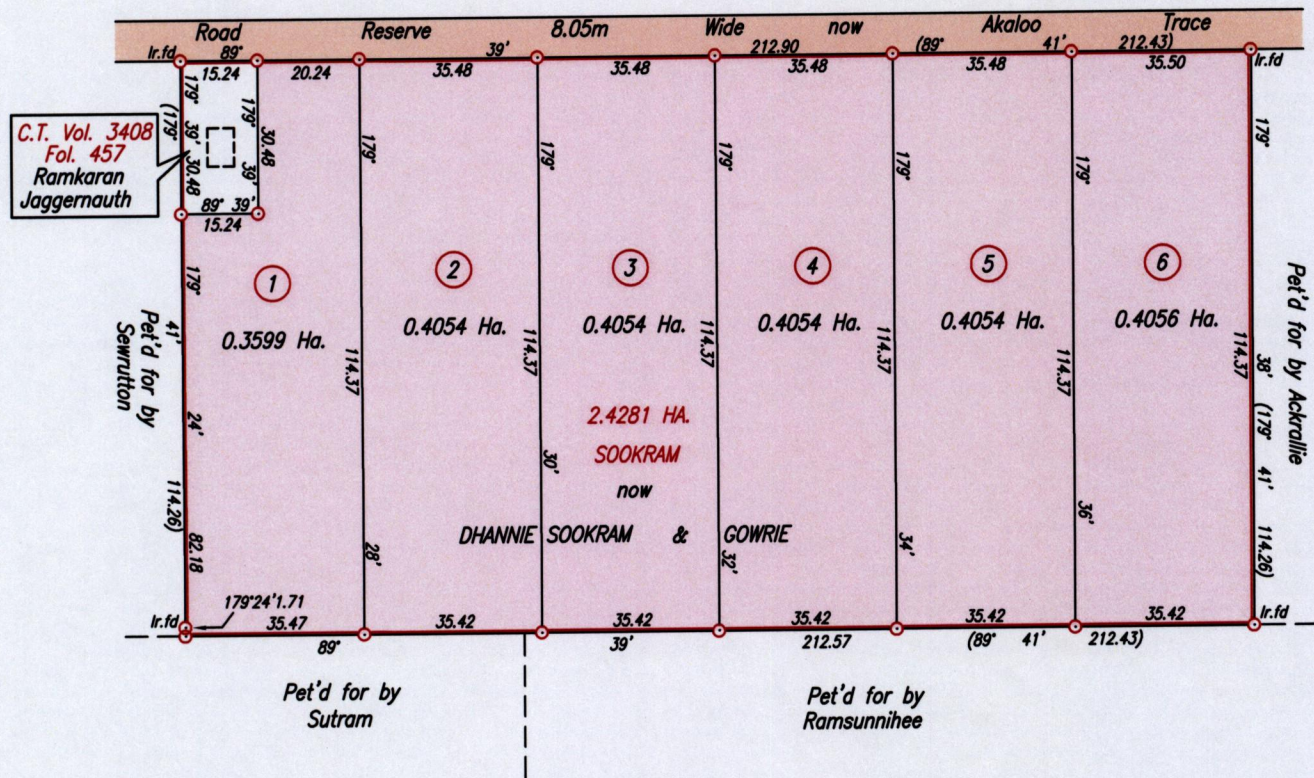 Road Reserve 8.05m Wide now Akaloo Trace
Ir.fd 89° 39' 212.90 (89° 41' 212.43) Ir.fd
15.24 20.24 35.48 35.48 35.48 35.48 35.50
179° 39' 30.48
(179° 41' 114.26)
179° 39' 30.48
C.T. Vol. 3408
Fol. 457
Ramkaran
Jaggernauth
89° 39'
15.24
179° 24' 82.18
Pet'd for by
Sewrutton
1
0.3599 Ha.
179° 28' 114.37
2
0.4054 Ha.
179° 30' 114.37
3
0.4054 Ha.
179° 32' 114.37
4
0.4054 Ha.
179° 34' 114.37
5
0.4054 Ha.
179° 36' 114.37
6
0.4056 Ha.
179° 38' 114.37
(179° 41' 114.26)
Pet'd for by Ackrallie
2.4281 HA.
SOOKRAM
now
DHANNIE SOOKRAM & GOWRIE
179°24'1.71
Ir.fd 35.47 35.42 35.42 35.42 35.42 35.42 Ir.fd
89° 39' 212.57 (89° 41' 212.43)
Pet'd for by
Sutram
Pet'd for by
Ramsunnihee